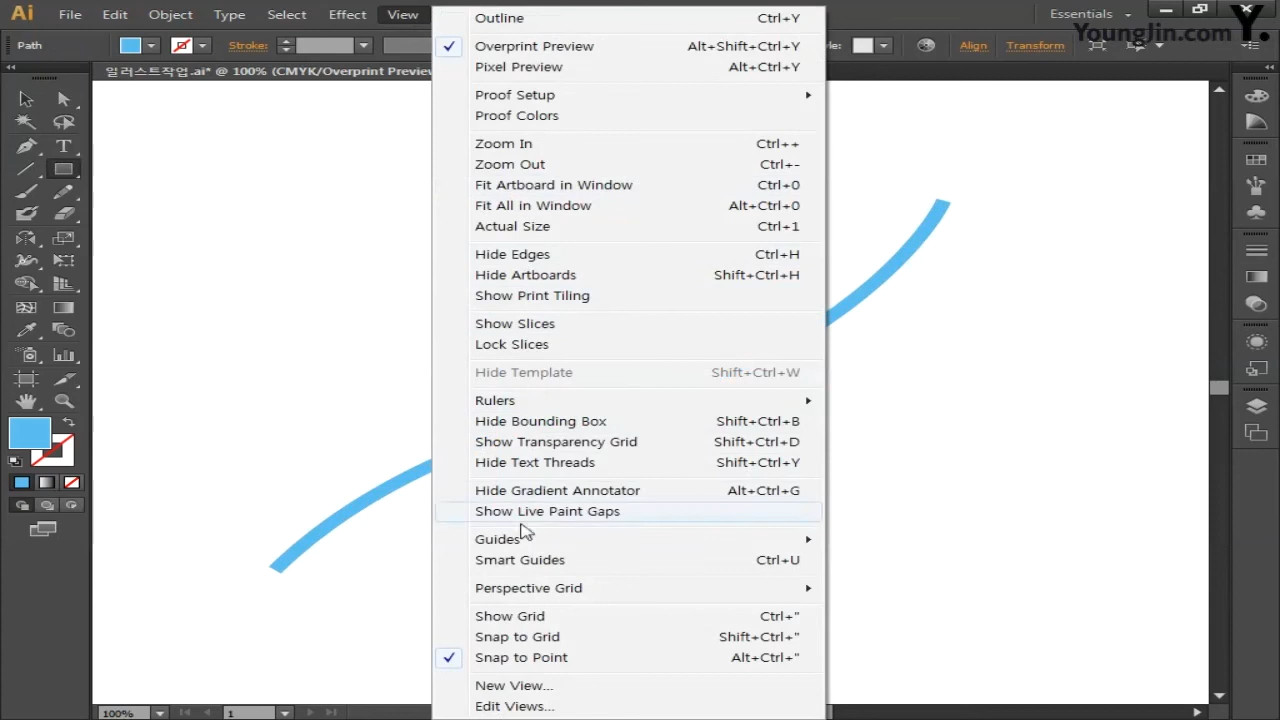 Ai File Edit Object Type Select Effect View
Essentials
YoungJin.com Y.
Path
Stroke:
Align Transform
일러스트작업.ai* @ 100% (CMYK/Overprint Preview
Outline Ctrl+Y
Overprint Preview Alt+Shift+Ctrl+Y
Pixel Preview Alt+Ctrl+Y
Proof Setup
Proof Colors
Zoom In Ctrl++
Zoom Out Ctrl+-
Fit Artboard in Window Ctrl+0
Fit All in Window Alt+Ctrl+0
Actual Size Ctrl+1
Hide Edges Ctrl+H
Hide Artboards Shift+Ctrl+H
Show Print Tiling
Show Slices
Lock Slices
Hide Template Shift+Ctrl+W
Rulers
Hide Bounding Box Shift+Ctrl+B
Show Transparency Grid Shift+Ctrl+D
Hide Text Threads Shift+Ctrl+Y
Hide Gradient Annotator Alt+Ctrl+G
Show Live Paint Gaps
Guides
Smart Guides Ctrl+U
Perspective Grid
Show Grid Ctrl+"
Snap to Grid Shift+Ctrl+"
Snap to Point Alt+Ctrl+"
New View...
Edit Views...
100% 1